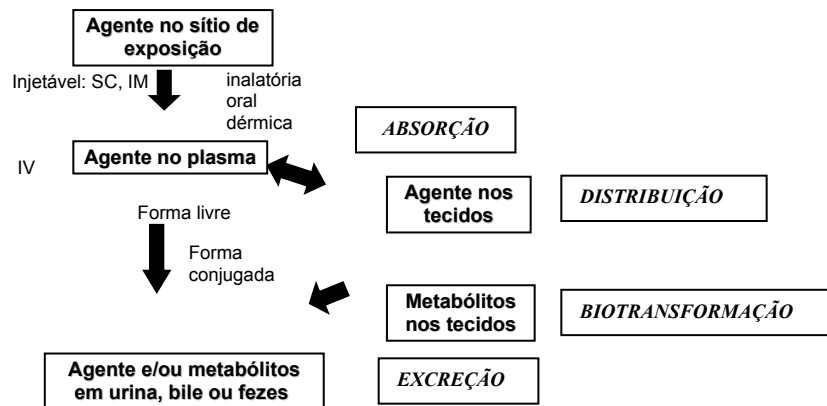 Agente no sítio de
exposição
Injetável: SC, IM
inalatória
oral
dérmica
ABSORÇÃO
IV
Agente no plasma
Agente nos
tecidos
DISTRIBUIÇÃO
Forma livre
Forma
conjugada
Metabólitos
nos tecidos
BIOTRANSFORMAÇÃO
Agente e/ou metabólitos
em urina, bile ou fezes
EXCREÇÃO